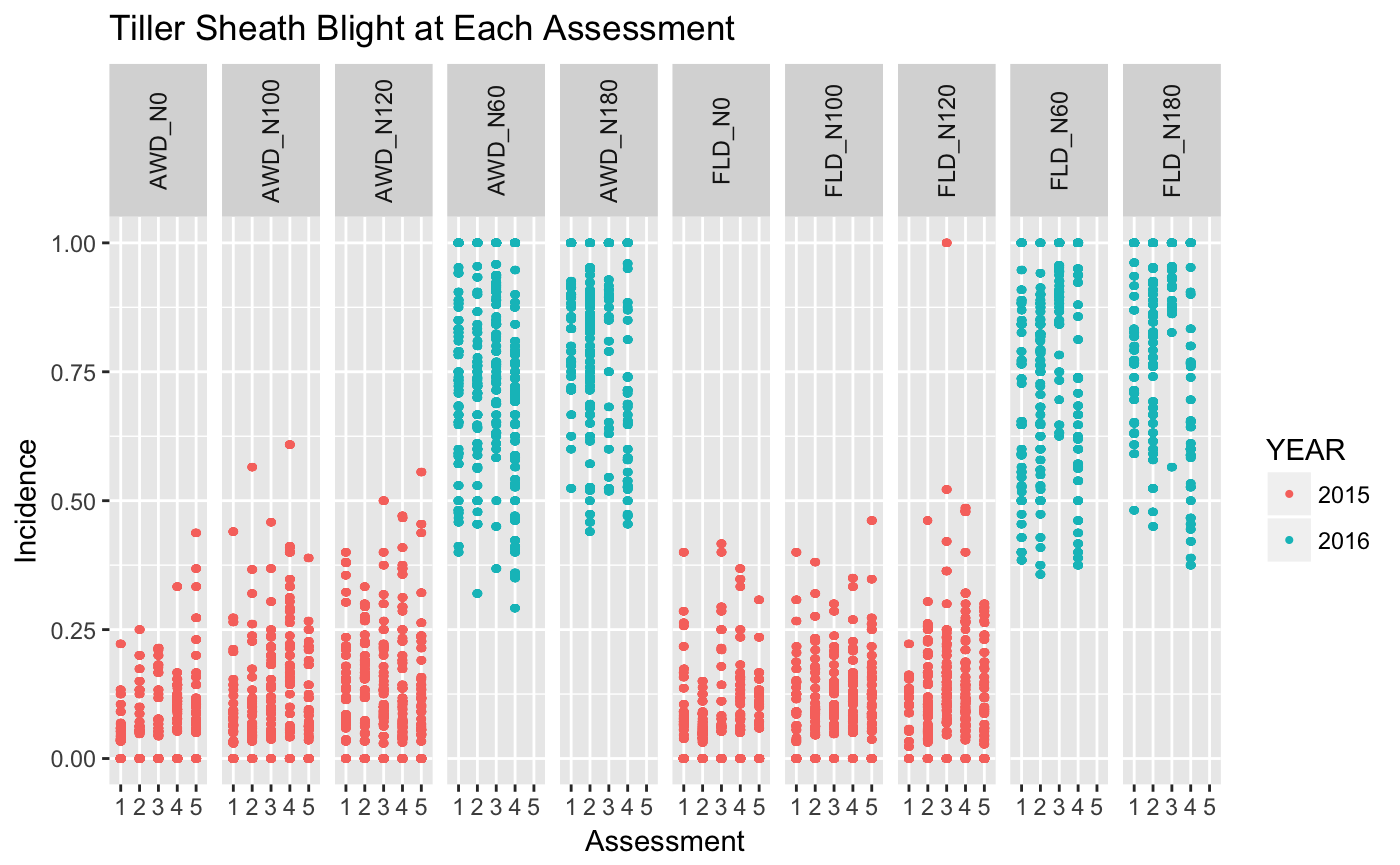 Tiller Sheath Blight at Each Assessment
AWD_N0 AWD_N100 AWD_N120 AWD_N60 AWD_N180 FLD_N0 FLD_N100 FLD_N120 FLD_N60 FLD_N180
1.00
0.75
0.50
0.25
0.00
Incidence
1 2 3 4 5 1 2 3 4 5 1 2 3 4 5 1 2 3 4 5 1 2 3 4 5 1 2 3 4 5 1 2 3 4 5 1 2 3 4 5 1 2 3 4 5 1 2 3 4 5
Assessment
YEAR
2015
2016